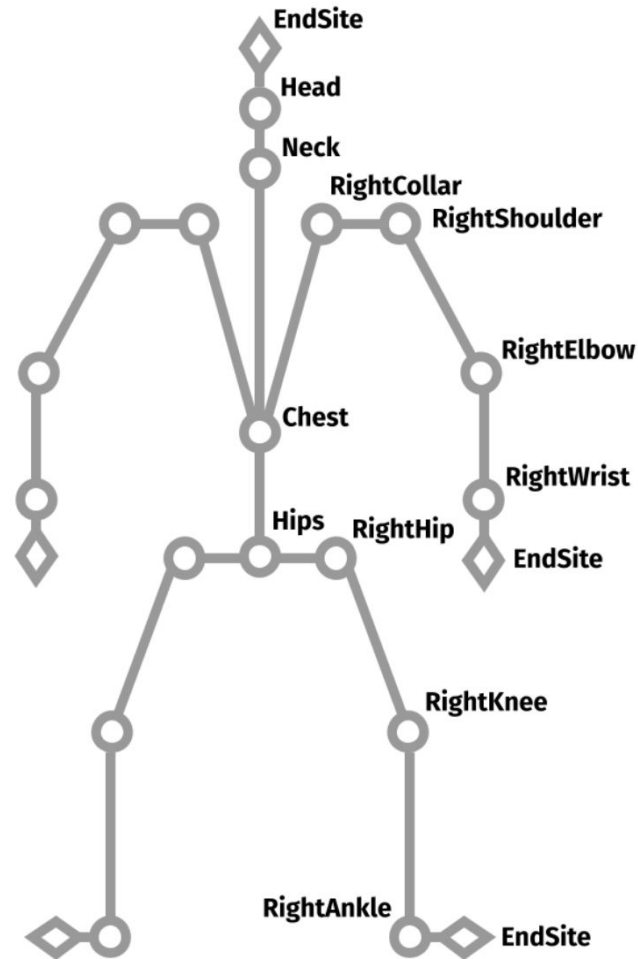 EndSite
Head
Neck
RightCollar
RightShoulder
RightElbow
Chest
RightWrist
Hips
RightHip
EndSite
RightKnee
RightAnkle
EndSite